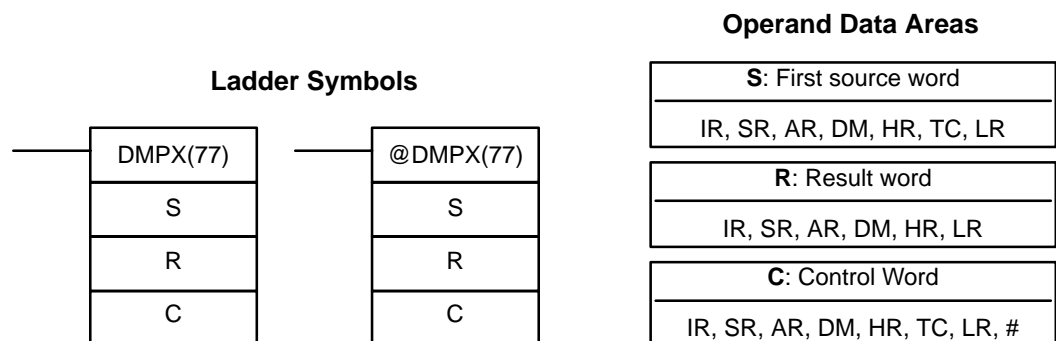 Ladder Symbols
DMPX(77)
S
R
C
@DMPX(77)
S
R
C
Operand Data Areas
S: First source word
IR, SR, AR, DM, HR, TC, LR
R: Result word
IR, SR, AR, DM, HR, LR
C: Control Word
IR, SR, AR, DM, HR, TC, LR, #